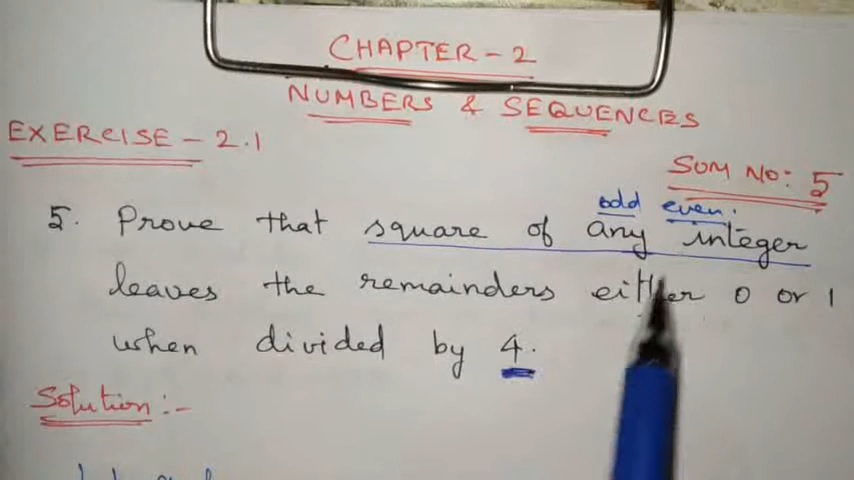 CHAPTER - 2
NUMBERS & SEQUENCES
EXERCISE - 2.1
SUM NO: 5
odd even.
5. Prove that square of any integer
leaves the remainders either 0 or 1
when divided by 4.
Solution :-